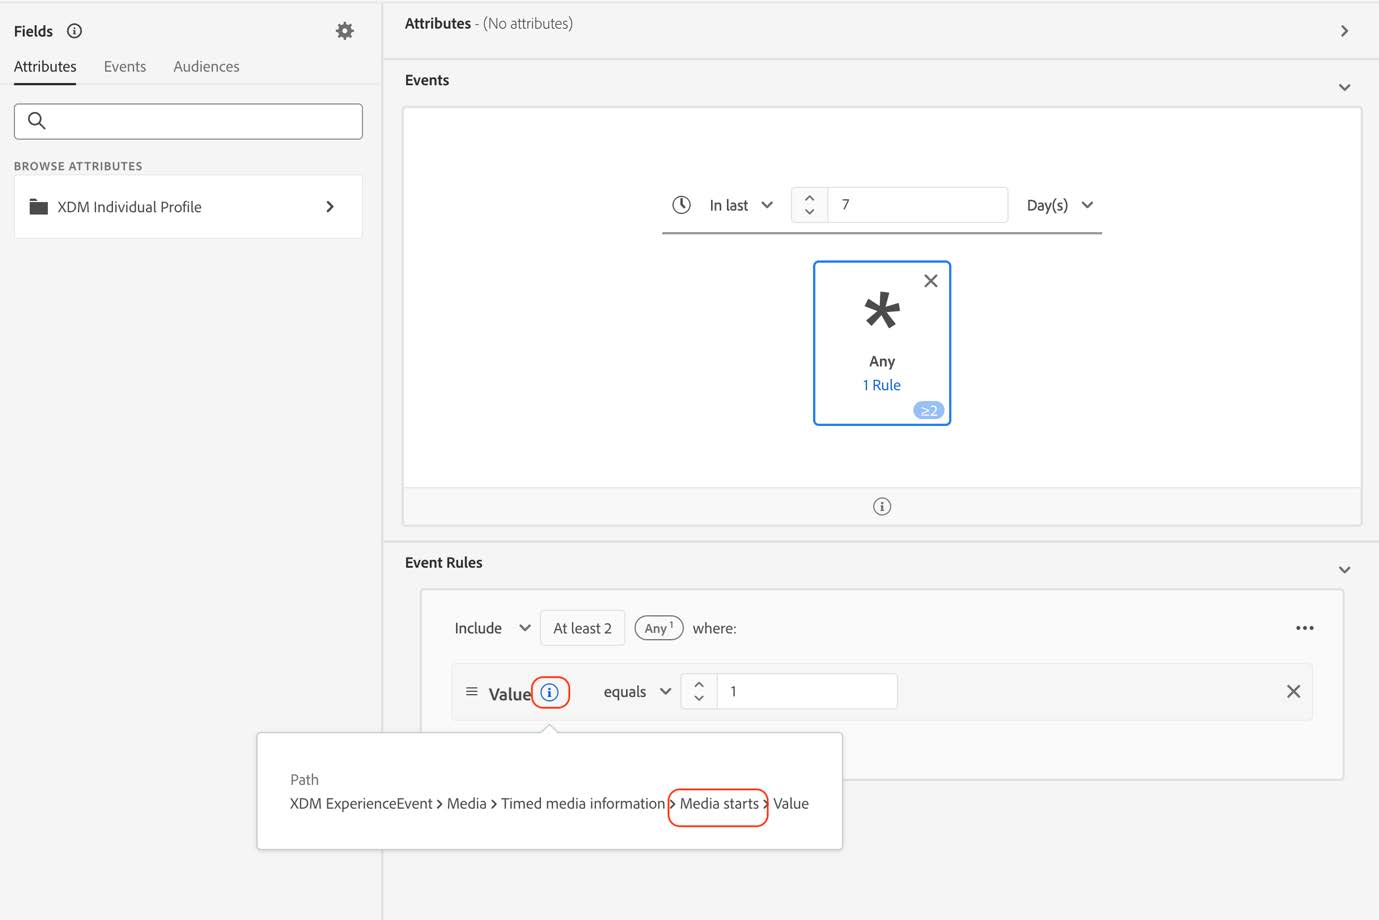 Fields
Attributes Events Audiences
BROWSE ATTRIBUTES
XDM Individual Profile
Attributes - (No attributes)
Events
In last 7 Day(s)
Any
1 Rule
≥2
Event Rules
Include At least 2 Any 1 where:
Value equals 1
Path
XDM ExperienceEvent > Media > Timed media information > Media starts > Value